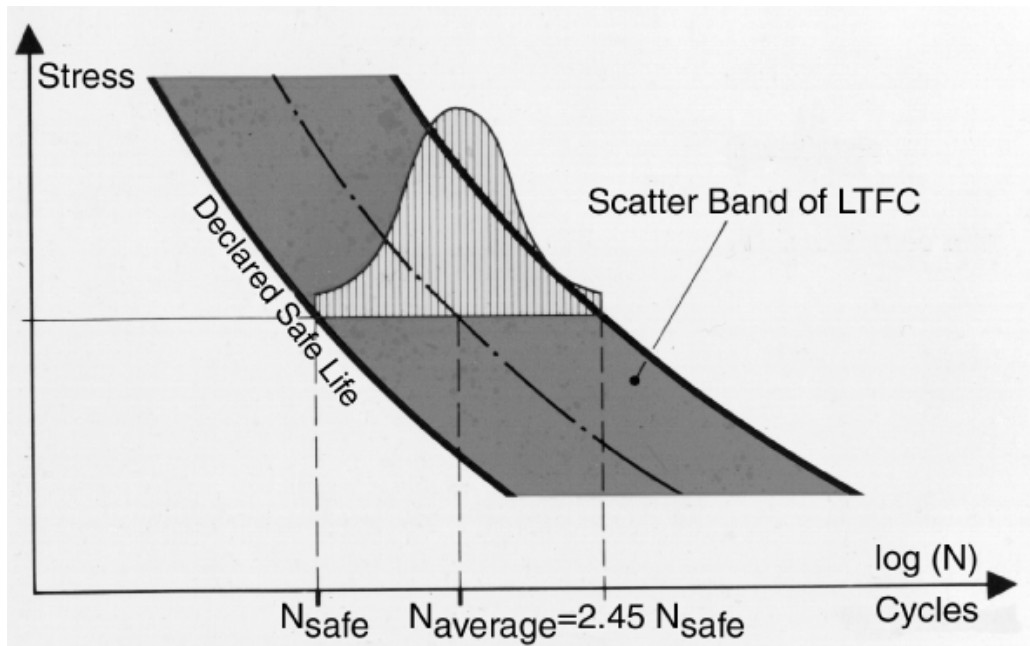 Stress
Scatter Band of LTFC
Declared Safe Life
log (N)
Cycles
Nsafe
Naverage=2.45 Nsafe